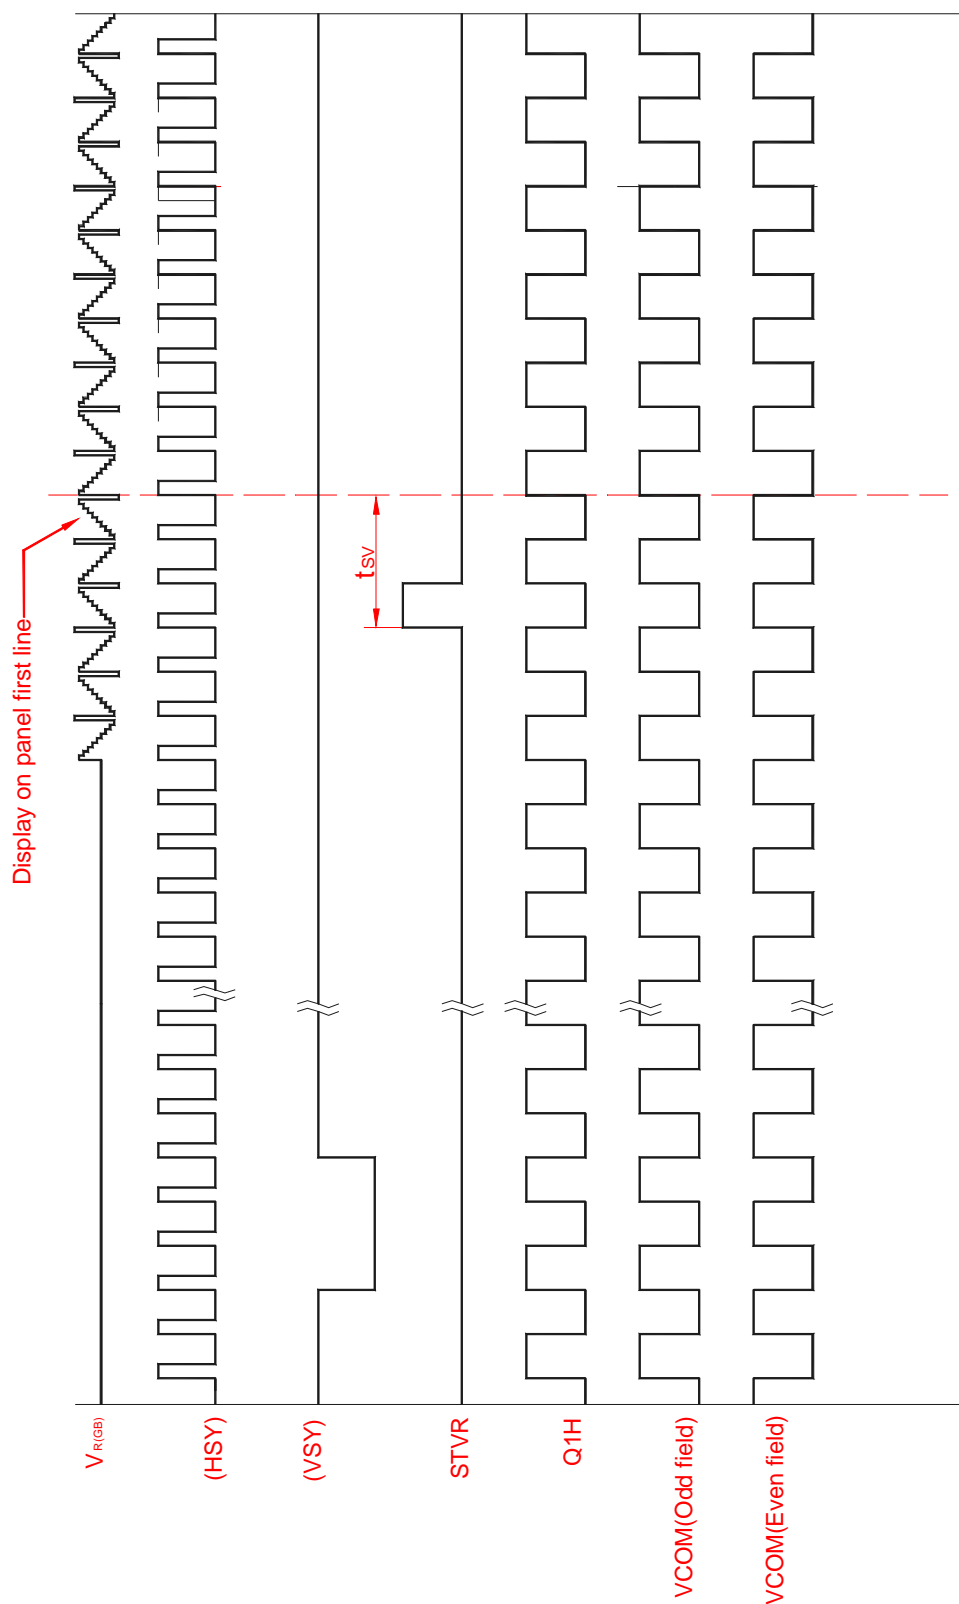 Display on panel first line
tSV
VR(GB)
(HSY)
(VSY)
STVR
Q1H
VCOM(Odd field)
VCOM(Even field)